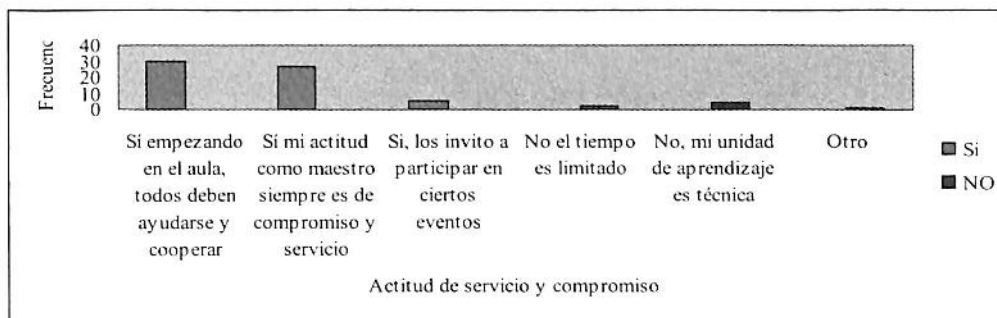 Frecuenc
40
30
20
10
0
Sí empezando en el aula, todos deben ayudarse y cooperar
Sí mi actitud como maestro siempre es de compromiso y servicio
Si, los invito a participar en ciertos eventos
No el tiempo es limitado
No, mi unidad de aprendizaje es técnica
Otro
Si
NO
Actitud de servicio y compromiso